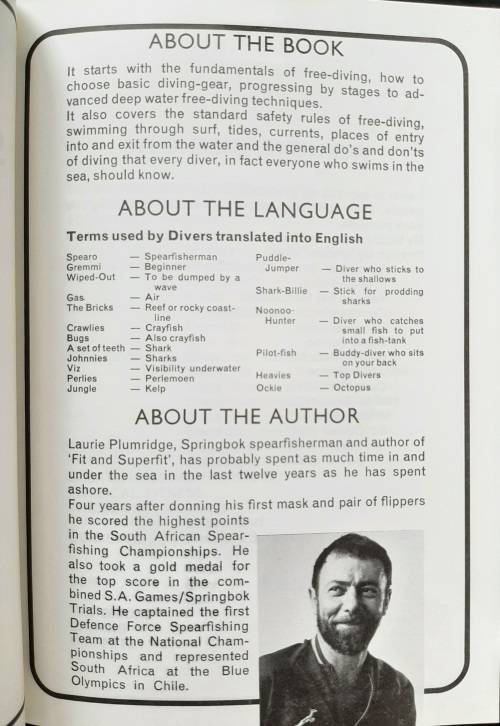 ABOUT THE BOOK
It starts with the fundamentals of free-diving, how to
choose basic diving-gear, progressing by stages to ad-
vanced deep water free-diving techniques.
It also covers the standard safety rules of free-diving,
swimming through surf, tides, currents, places of entry
into and exit from the water and the general do's and don'ts
of diving that every diver, in fact everyone who swims in the
sea, should know.
ABOUT THE LANGUAGE
Terms used by Divers translated into English
Spearo — Spearfisherman
Gremmi — Beginner
Wiped-Out — To be dumped by a
wave
Gas — Air
The Bricks — Reef or rocky coast-
line
Crawlies — Crayfish
Bugs — Also crayfish
A set of teeth — Shark
Johnnies — Sharks
Viz — Visibility underwater
Perlies — Perlemoen
Jungle — Kelp
Puddle-
Jumper — Diver who sticks to
the shallows
Shark-Billie — Stick for prodding
sharks
Noonoo-
Hunter — Diver who catches
small fish to put
into a fish-tank
Pilot-fish — Buddy-diver who sits
on your back
Heavies — Top Divers
Ockie — Octopus
ABOUT THE AUTHOR
Laurie Plumridge, Springbok spearfisherman and author of
'Fit and Superfit', has probably spent as much time in and
under the sea in the last twelve years as he has spent
ashore.
Four years after donning his first mask and pair of flippers
he scored the highest points
in the South African Spear-
fishing Championships. He
also took a gold medal for
the top score in the com-
bined S.A. Games/Springbok
Trials. He captained the first
Defence Force Spearfishing
Team at the National Cham-
pionships and represented
South Africa at the Blue
Olympics in Chile.